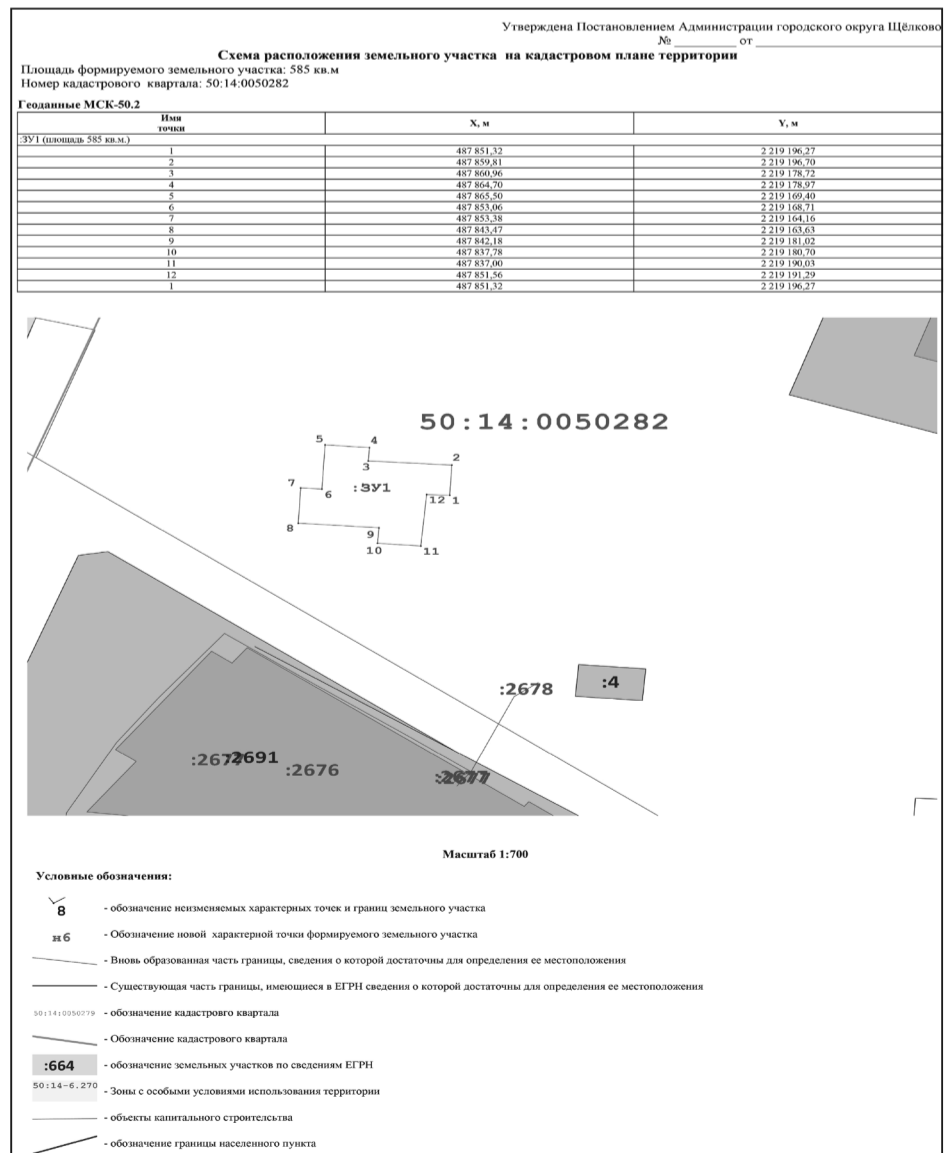 Утверждена Постановлением Администрации городского округа Щёлково
№ __________ от ______________________________
Схема расположения земельного участка на кадастровом плане территории
Площадь формируемого земельного участка: 585 кв.м
Номер кадастрового квартала: 50:14:0050282
Геоданные МСК-50.2
Имя точки X, м Y, м
:ЗУ1 (площадь 585 кв.м.)
1 487 851,32 2 219 196,27
2 487 859,81 2 219 196,70
3 487 860,96 2 219 178,72
4 487 864,70 2 219 178,97
5 487 865,50 2 219 169,40
6 487 853,06 2 219 168,71
7 487 853,38 2 219 164,16
8 487 843,47 2 219 163,63
9 487 842,18 2 219 181,02
10 487 837,78 2 219 180,70
11 487 837,00 2 219 190,03
12 487 851,56 2 219 191,29
1 487 851,32 2 219 196,27
50:14:0050282
5 4
3 2
7 6 :ЗУ1 12 1
8 9
10 11
:2678 :4
:2677 :2691 :2676 :2677
Масштаб 1:700
Условные обозначения:
8 - обозначение неизменяемых характерных точек и границ земельного участка
н6 - Обозначение новой характерной точки формируемого земельного участка
- Вновь образованная часть границы, сведения о которой достаточны для определения ее местоположения
- Существующая часть границы, имеющиеся в ЕГРН сведения о которой достаточны для определения ее местоположения
50:14:0050279 - обозначение кадастровго квартала
- Обозначение кадастрового квартала
:664 - обозначение земельных участков по сведениям ЕГРН
50:14-6.270 - Зоны с особыми условиями использования территории
- объекты капитального строителсьтва
- обозначение границы населенного пункта